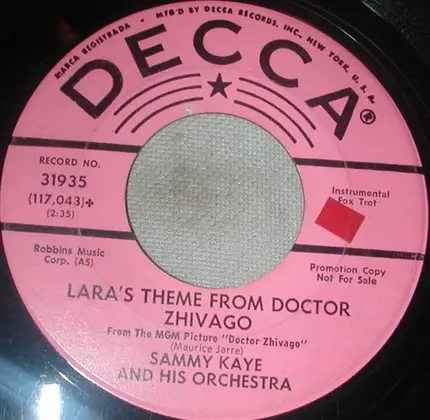 MARCA REGISTRADA • MFG'D BY DECCA RECORDS, INC., NEW YORK, U.S.A.
DECCA®
RECORD NO.
31935
(117,043)✢
(2:35)
Instrumental
Fox Trot
Robbins Music
Corp. (AS)
Promotion Copy
Not For Sale
LARA'S THEME FROM DOCTOR
ZHIVAGO
From The MGM Picture "Doctor Zhivago"
(Maurice Jarre)
SAMMY KAYE
AND HIS ORCHESTRA